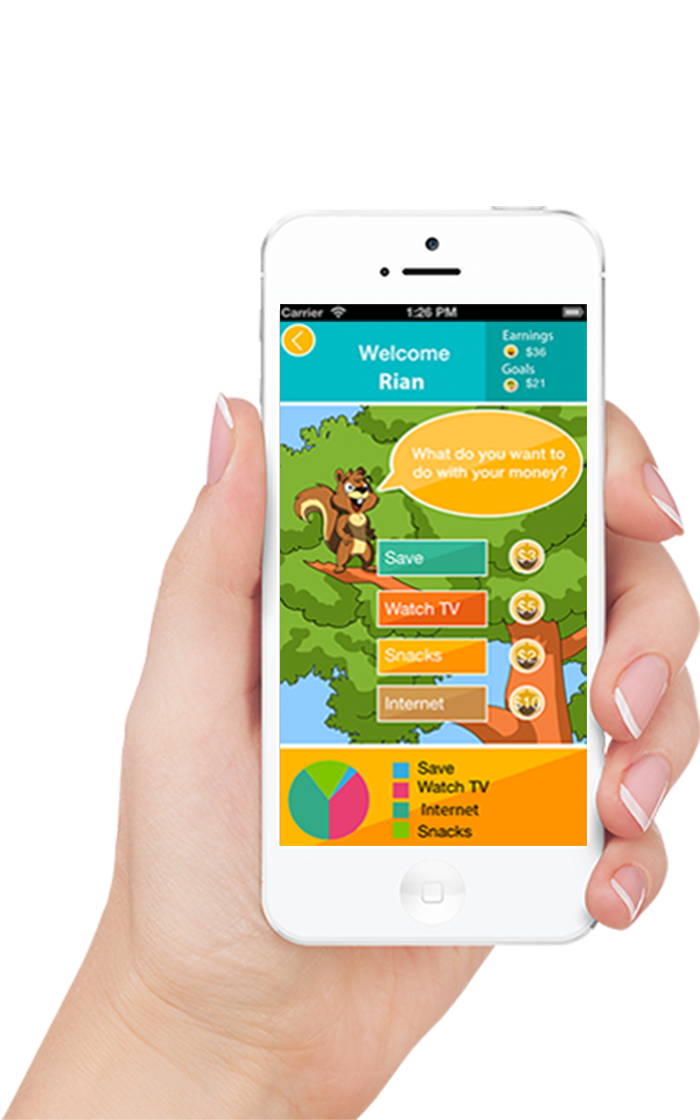 Carrier
1:26 PM
Welcome
Rian
Earnings
$36
Goals
$21
What do you want to
do with your money?
Save
$3
Watch TV
$5
Snacks
$2
Internet
$10
Save
Watch TV
Internet
Snacks